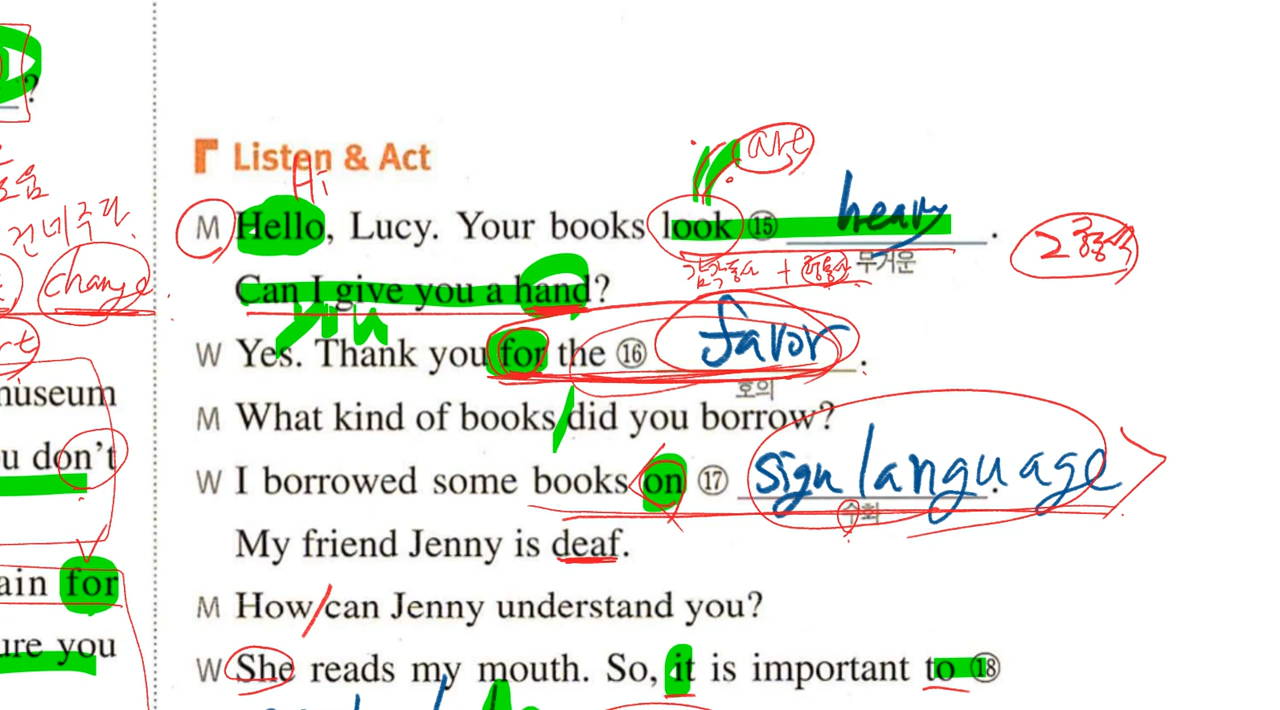 ?
Listen & Act
Hi
are
M Hello, Lucy. Your books look ⑮ heavy .
건네주다.
감각동사 + 형용사
무거운
2형식
change
Can I give you a hand?
W Yes. Thank you for the ⑯ favor .
호의
museum
M What kind of books / did you borrow?
u don't
W I borrowed some books on ⑰ sign language .
수화
My friend Jenny is deaf.
ain for
M How / can Jenny understand you?
ure you
W She reads my mouth. So, it is important to ⑱